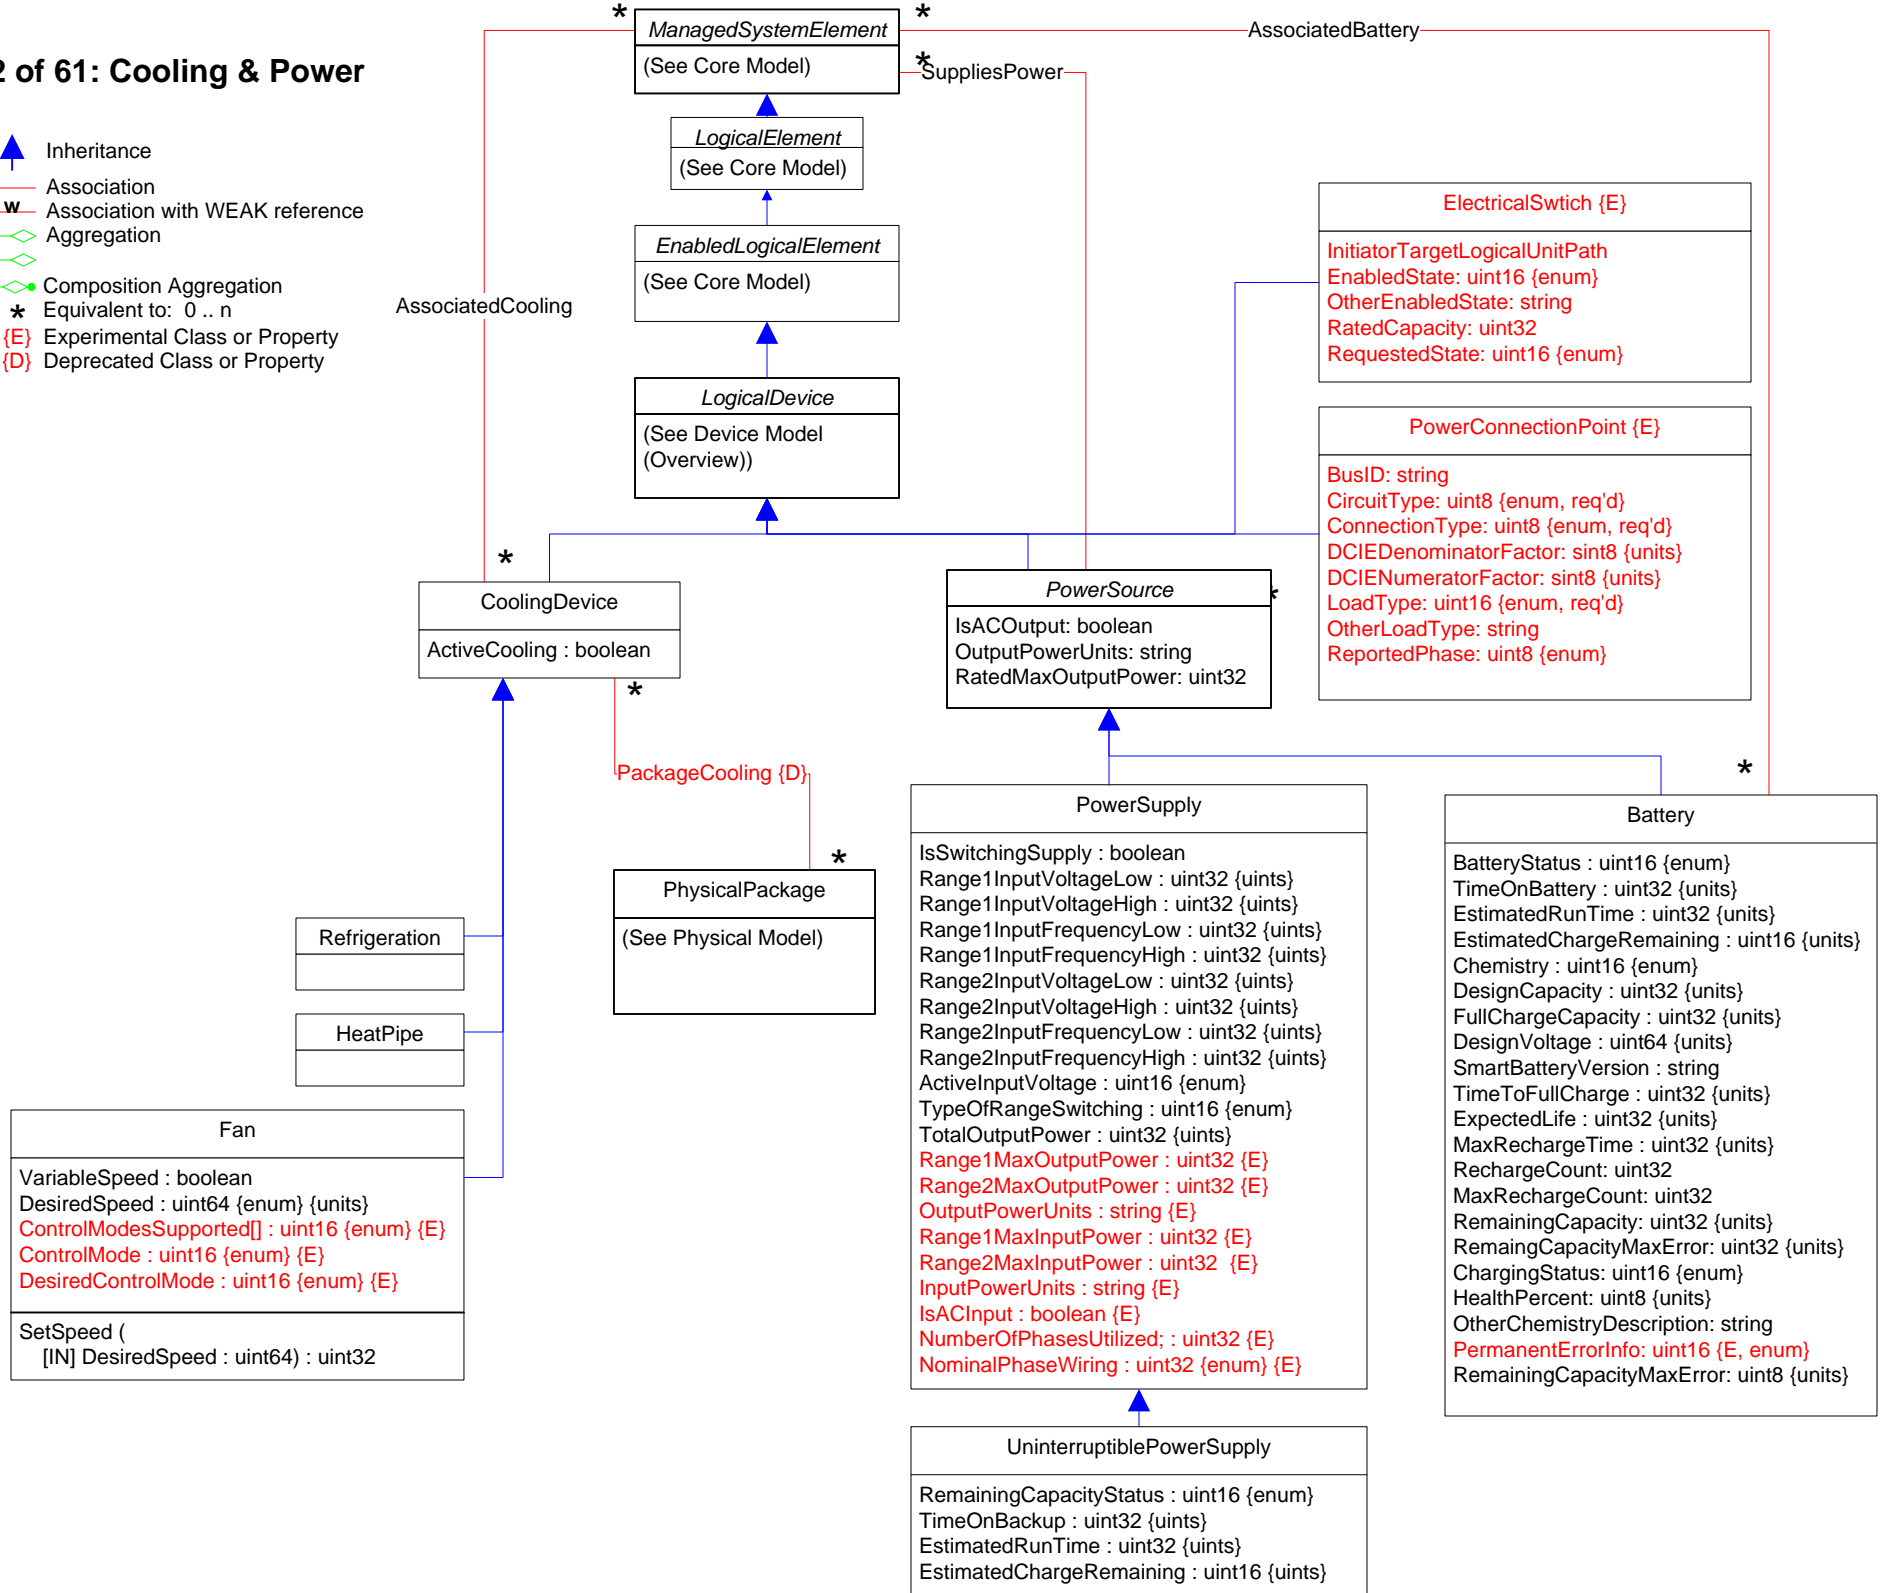 2 of 61: Cooling & Power
Inheritance
Association
w Association with WEAK reference
Aggregation
Composition Aggregation
* Equivalent to: 0 .. n
{E} Experimental Class or Property
{D} Deprecated Class or Property
*
ManagedSystemElement
(See Core Model)
*
AssociatedBattery
*
SuppliesPower
LogicalElement
(See Core Model)
EnabledLogicalElement
(See Core Model)
AssociatedCooling
LogicalDevice
(See Device Model
(Overview))
ElectricalSwtich {E}
InitiatorTargetLogicalUnitPath
EnabledState: uint16 {enum}
OtherEnabledState: string
RatedCapacity: uint32
RequestedState: uint16 {enum}
PowerConnectionPoint {E}
BusID: string
CircuitType: uint8 {enum, req'd}
ConnectionType: uint8 {enum, req'd}
DCIEDenominatorFactor: sint8 {units}
DCIENumeratorFactor: sint8 {units}
LoadType: uint16 {enum, req'd}
OtherLoadType: string
ReportedPhase: uint8 {enum}
*
CoolingDevice
ActiveCooling : boolean
*
PowerSource
*
IsACOutput: boolean
OutputPowerUnits: string
RatedMaxOutputPower: uint32
PackageCooling {D}
*
PhysicalPackage
(See Physical Model)
Refrigeration
HeatPipe
Fan
VariableSpeed : boolean
DesiredSpeed : uint64 {enum} {units}
ControlModesSupported[] : uint16 {enum} {E}
ControlMode : uint16 {enum} {E}
DesiredControlMode : uint16 {enum} {E}
SetSpeed (
[IN] DesiredSpeed : uint64) : uint32
PowerSupply
IsSwitchingSupply : boolean
Range1InputVoltageLow : uint32 {uints}
Range1InputVoltageHigh : uint32 {uints}
Range1InputFrequencyLow : uint32 {uints}
Range1InputFrequencyHigh : uint32 {uints}
Range2InputVoltageLow : uint32 {uints}
Range2InputVoltageHigh : uint32 {uints}
Range2InputFrequencyLow : uint32 {uints}
Range2InputFrequencyHigh : uint32 {uints}
ActiveInputVoltage : uint16 {enum}
TypeOfRangeSwitching : uint16 {enum}
TotalOutputPower : uint32 {uints}
Range1MaxOutputPower : uint32 {E}
Range2MaxOutputPower : uint32 {E}
OutputPowerUnits : string {E}
Range1MaxInputPower : uint32 {E}
Range2MaxInputPower : uint32 {E}
InputPowerUnits : string {E}
IsACInput : boolean {E}
NumberOfPhasesUtilized; : uint32 {E}
NominalPhaseWiring : uint32 {enum} {E}
*
Battery
BatteryStatus : uint16 {enum}
TimeOnBattery : uint32 {units}
EstimatedRunTime : uint32 {units}
EstimatedChargeRemaining : uint16 {units}
Chemistry : uint16 {enum}
DesignCapacity : uint32 {units}
FullChargeCapacity : uint32 {units}
DesignVoltage : uint64 {units}
SmartBatteryVersion : string
TimeToFullCharge : uint32 {units}
ExpectedLife : uint32 {units}
MaxRechargeTime : uint32 {units}
RechargeCount: uint32
MaxRechargeCount: uint32
RemainingCapacity: uint32 {units}
RemaingCapacityMaxError: uint32 {units}
ChargingStatus: uint16 {enum}
HealthPercent: uint8 {units}
OtherChemistryDescription: string
PermanentErrorInfo: uint16 {E, enum}
RemainingCapacityMaxError: uint8 {units}
UninterruptiblePowerSupply
RemainingCapacityStatus : uint16 {enum}
TimeOnBackup : uint32 {uints}
EstimatedRunTime : uint32 {uints}
EstimatedChargeRemaining : uint16 {uints}